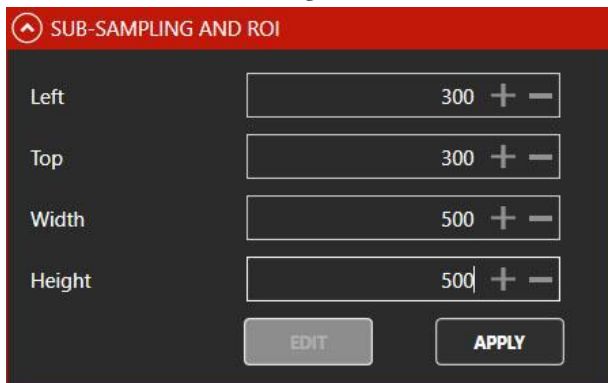 SUB-SAMPLING AND ROI
Left 300
Top 300
Width 500
Height 500
EDIT APPLY